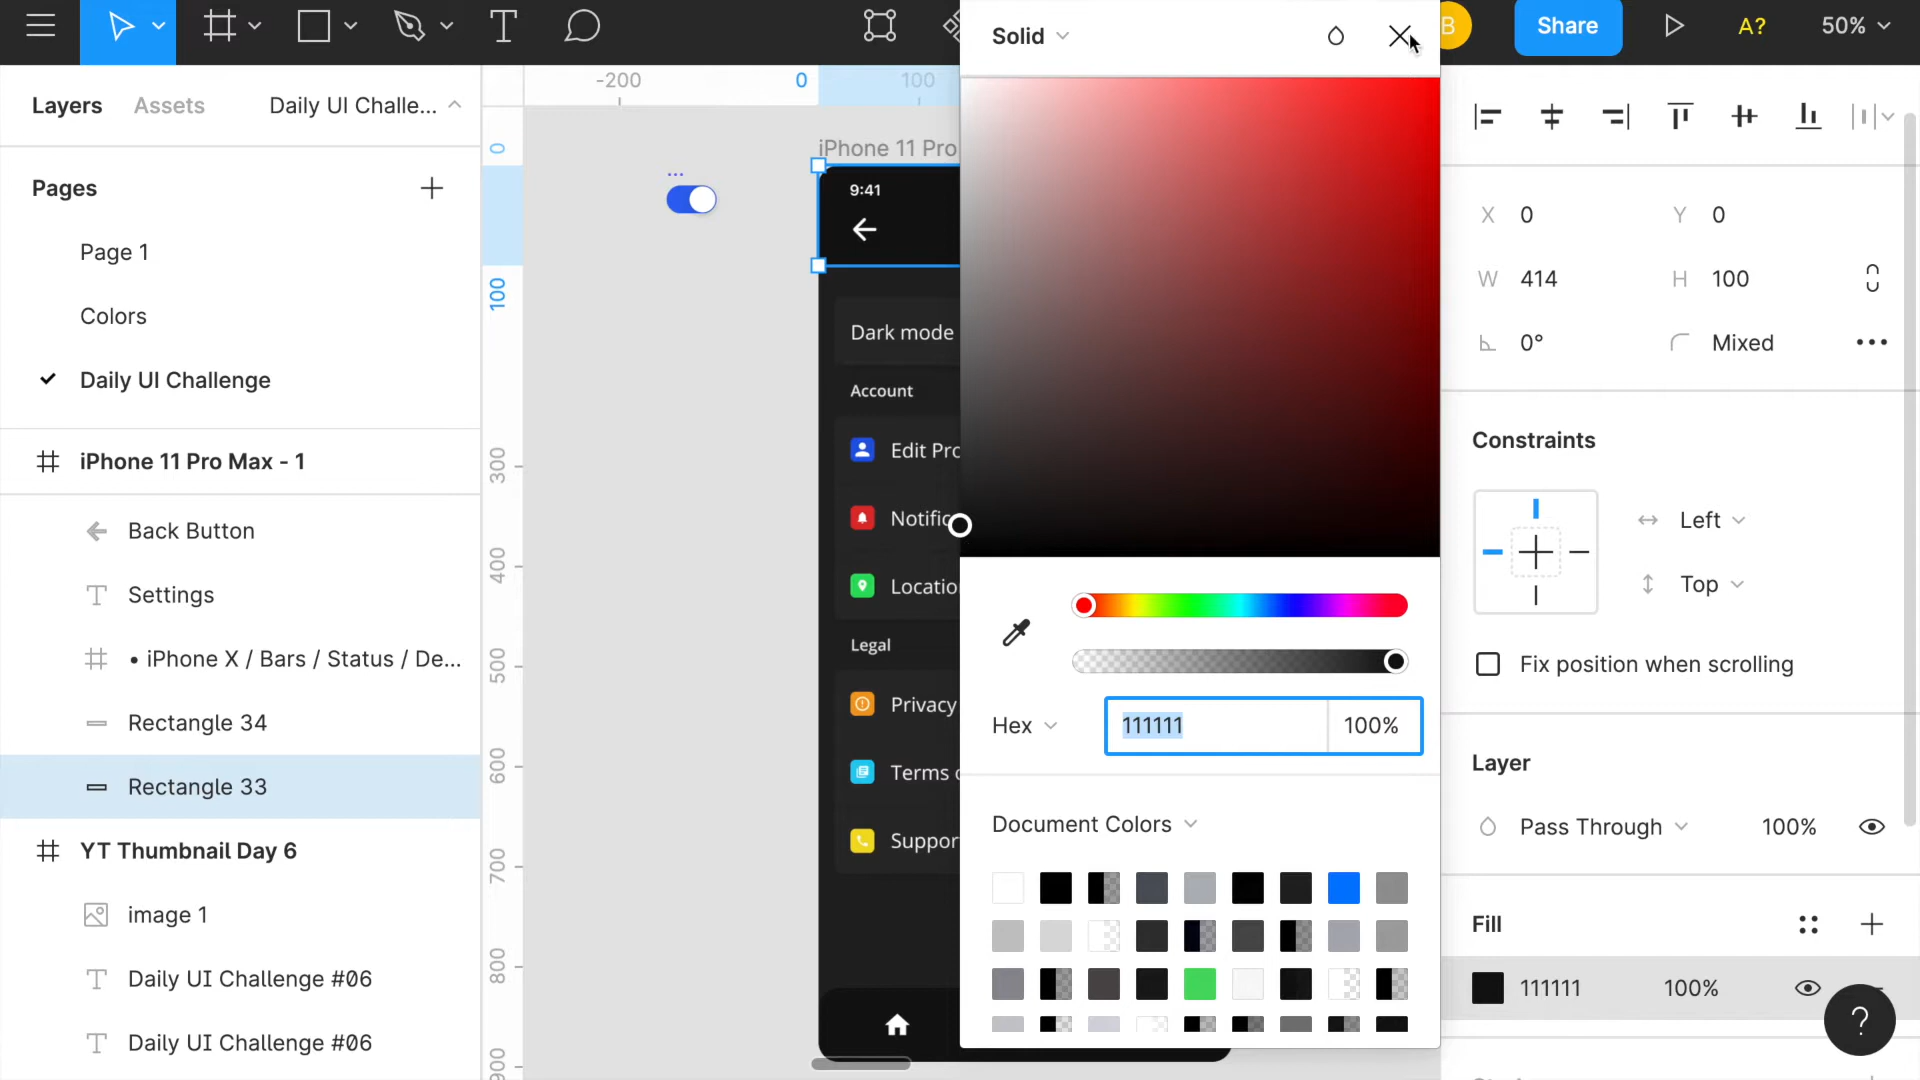 Solid
B
Share
A?
50%
Layers
Assets
Daily UI Challe...
-200
0
100
Pages
0
iPhone 11 Pro
9:41
X 0
Y 0
Page 1
W 414
H 100
100
Colors
Dark mode
0°
Mixed
Daily UI Challenge
Account
Constraints
300
Edit Pro
iPhone 11 Pro Max - 1
Notific
Left
Back Button
400
Locatio
Top
Settings
Legal
500
• iPhone X / Bars / Status / De...
Fix position when scrolling
Privacy
Rectangle 34
Hex
111111
100%
Terms o
600
Layer
Rectangle 33
Document Colors
Pass Through
100%
Suppor
YT Thumbnail Day 6
700
image 1
Fill
800
Daily UI Challenge #06
111111
100%
Daily UI Challenge #06
900
?